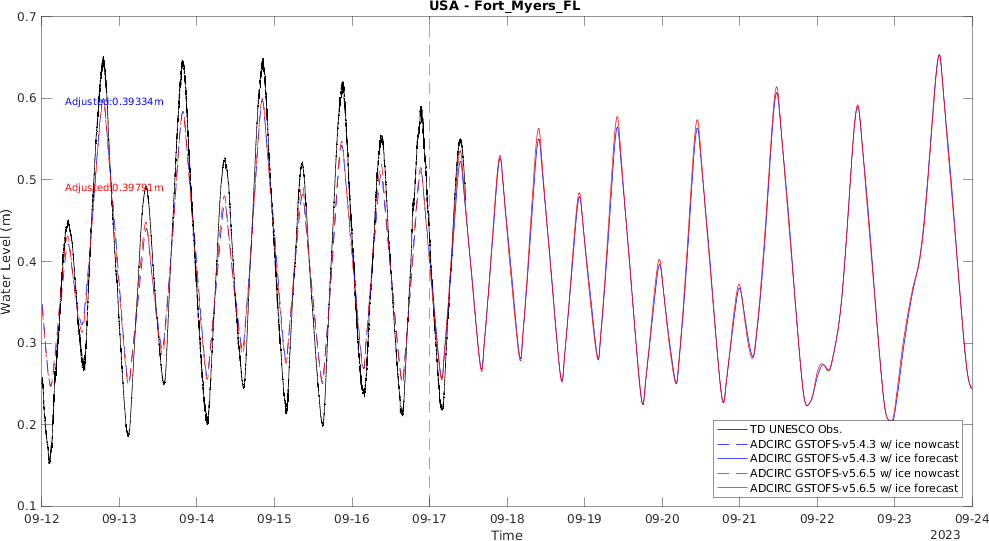 USA - Fort_Myers_FL
0.7
0.6
0.5
0.4
0.3
0.2
0.1
Water Level (m)
Adjusted:0.39334m
Adjusted:0.39791m
TD UNESCO Obs.
ADCIRC GSTOFS-v5.4.3 w/ ice nowcast
ADCIRC GSTOFS-v5.4.3 w/ ice forecast
ADCIRC GSTOFS-v5.6.5 w/ ice nowcast
ADCIRC GSTOFS-v5.6.5 w/ ice forecast
09-12 09-13 09-14 09-15 09-16 09-17 09-18 09-19 09-20 09-21 09-22 09-23 09-24
Time
2023